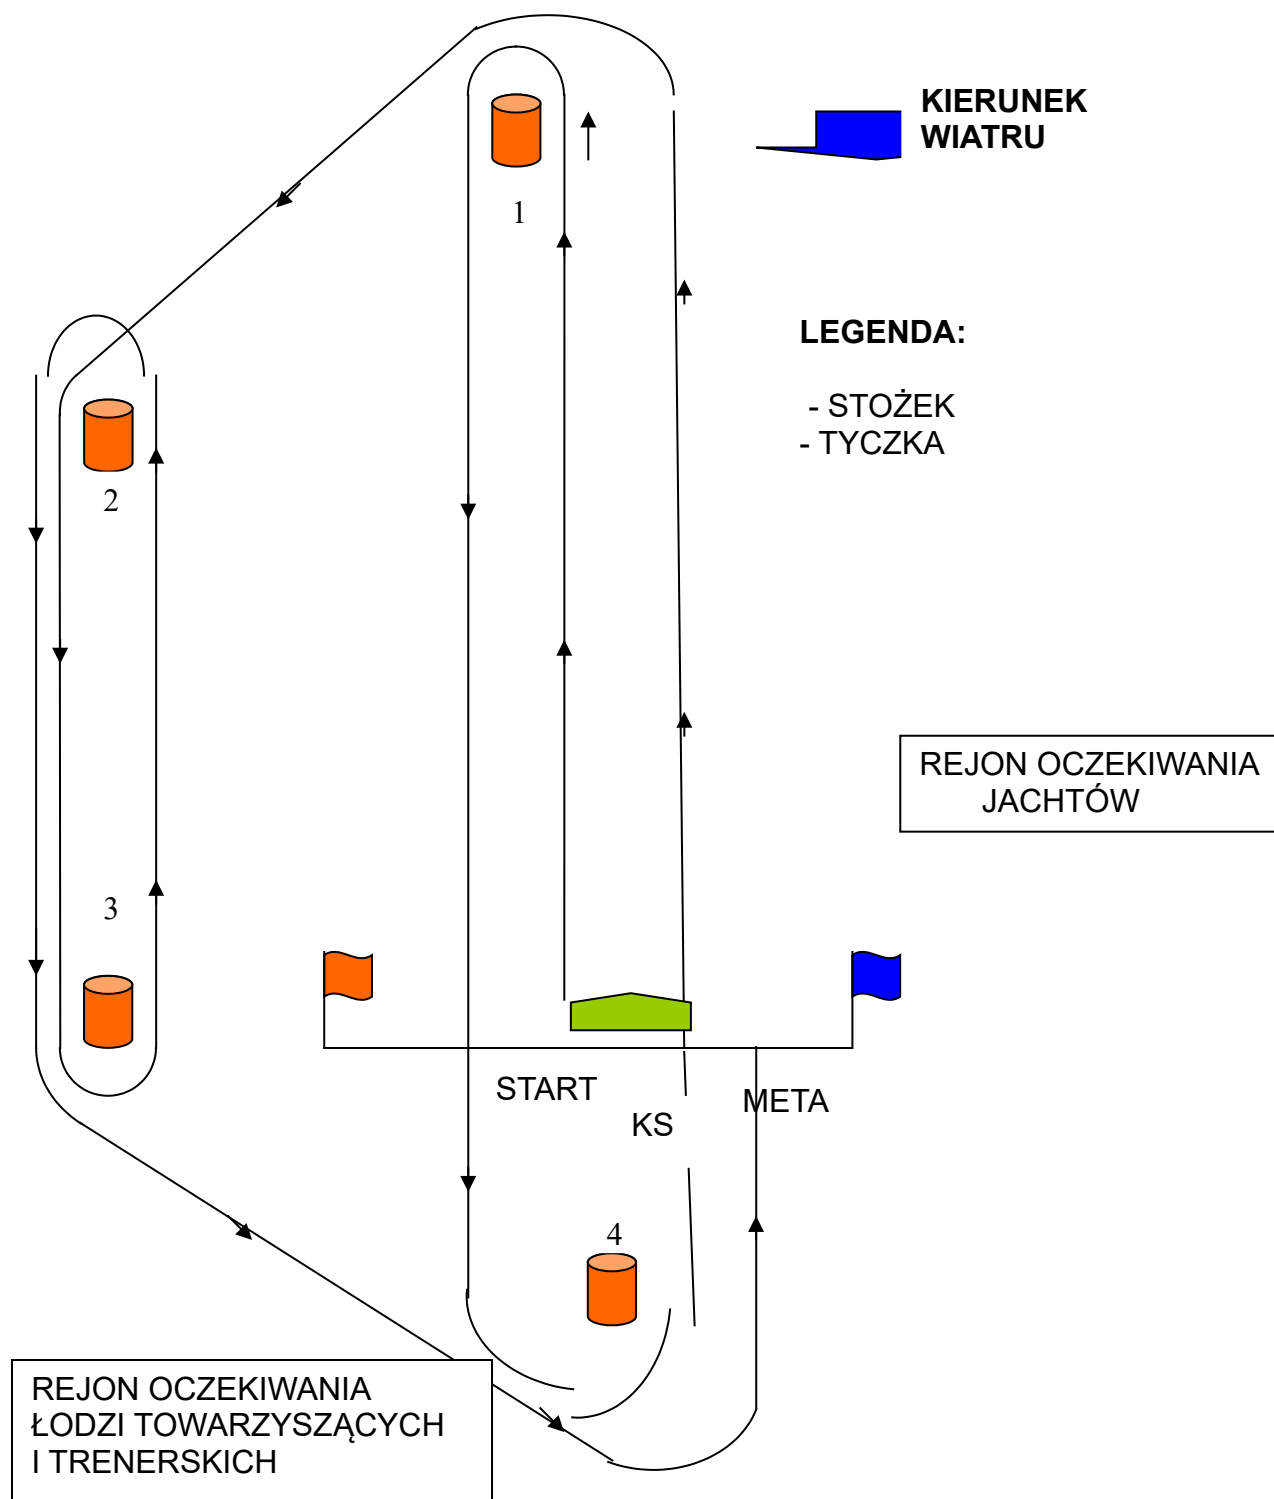 KIERUNEK
WIATRU
1
LEGENDA:
- STOŻEK
- TYCZKA
2
REJON OCZEKIWANIA
JACHTÓW
3
START
META
KS
4
REJON OCZEKIWANIA
ŁODZI TOWARZYSZĄCYCH
I TRENERSKICH